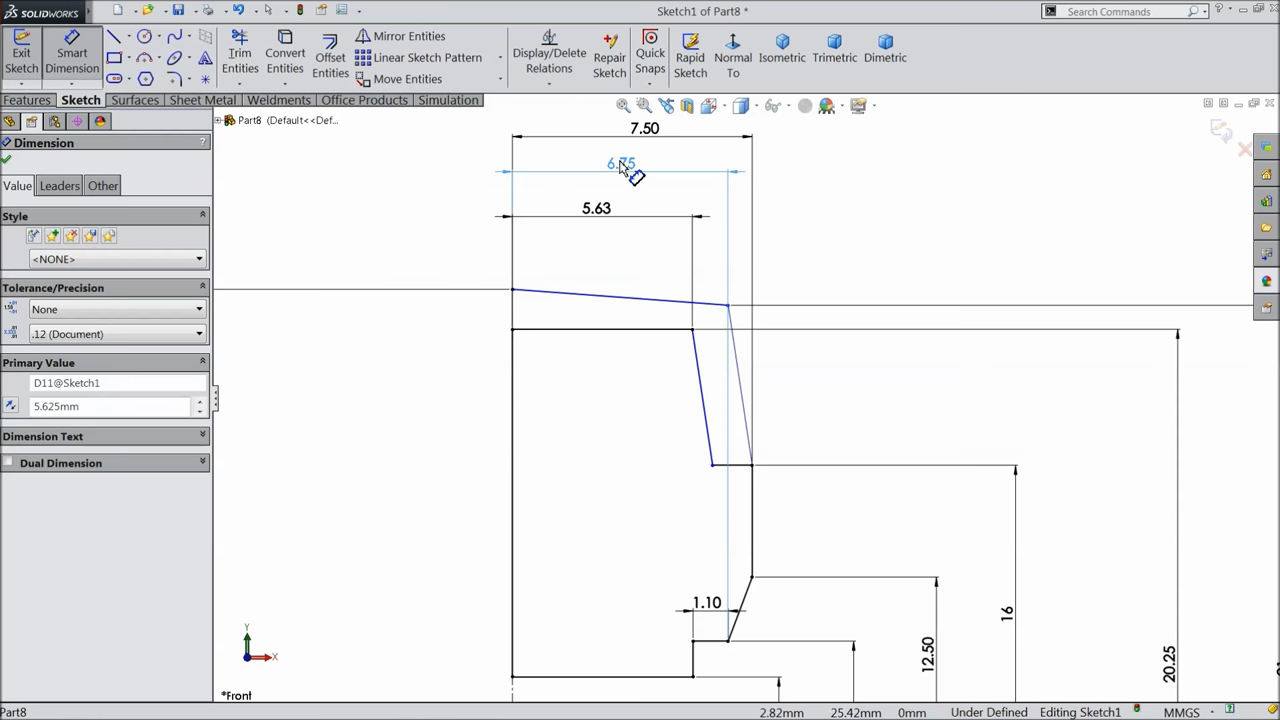 SOLIDWORKS
Sketch1 of Part8 *
Search Commands
Exit Sketch
Smart Dimension
Trim Entities
Convert Entities
Offset Entities
Mirror Entities
Linear Sketch Pattern
Move Entities
Display/Delete Relations
Repair Sketch
Quick Snaps
Rapid Sketch
Normal To
Isometric
Trimetric
Dimetric
Features
Sketch
Surfaces
Sheet Metal
Weldments
Office Products
Simulation
Part8 (Default<<Def...
Dimension
?
Value
Leaders
Other
Style
<NONE>
Tolerance/Precision
None
.12 (Document)
Primary Value
D11@Sketch1
5.625mm
Dimension Text
Dual Dimension
7.50
6.75
5.63
1.10
12.50
16
20.25
Y
X
*Front
Part8
2.82mm
25.42mm
0mm
Under Defined
Editing Sketch1
MMGS